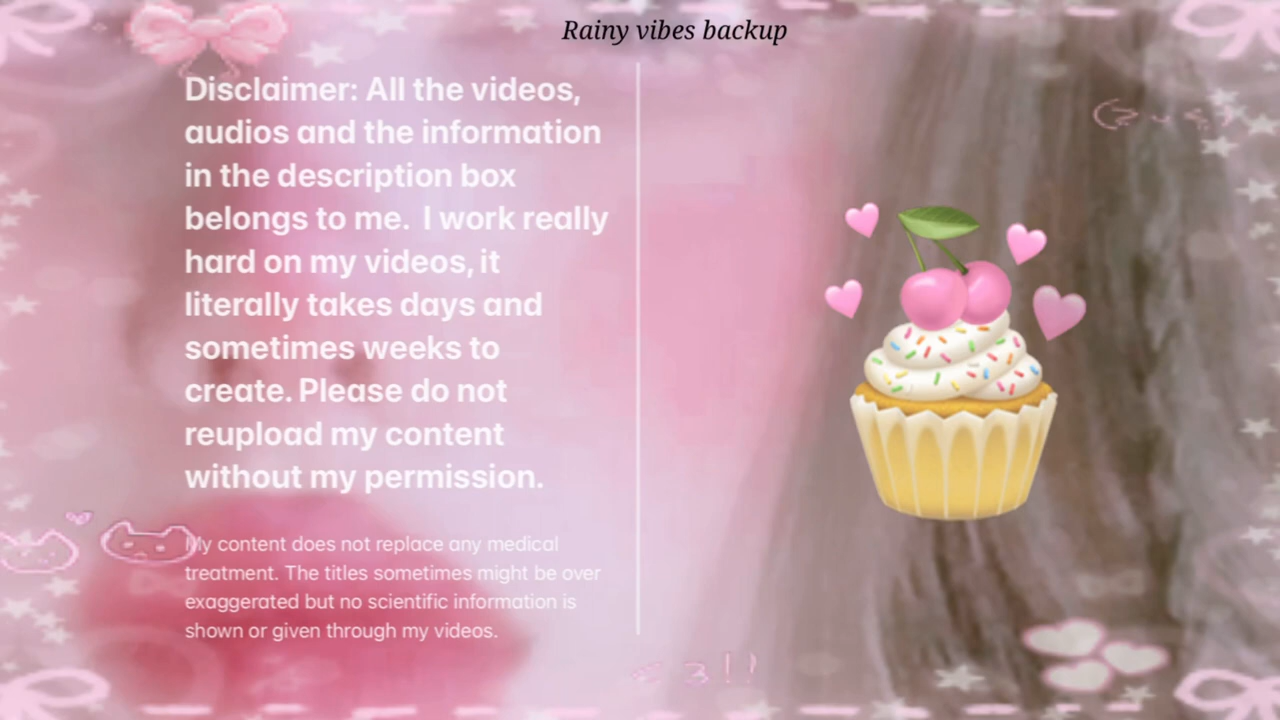 Rainy vibes backup
Disclaimer: All the videos,
audios and the information
in the description box
belongs to me. I work really
hard on my videos, it
literally takes days and
sometimes weeks to
create. Please do not
reupload my content
without my permission.
My content does not replace any medical
treatment. The titles sometimes might be over
exaggerated but no scientific information is
shown or given through my videos.
< 3 ! !